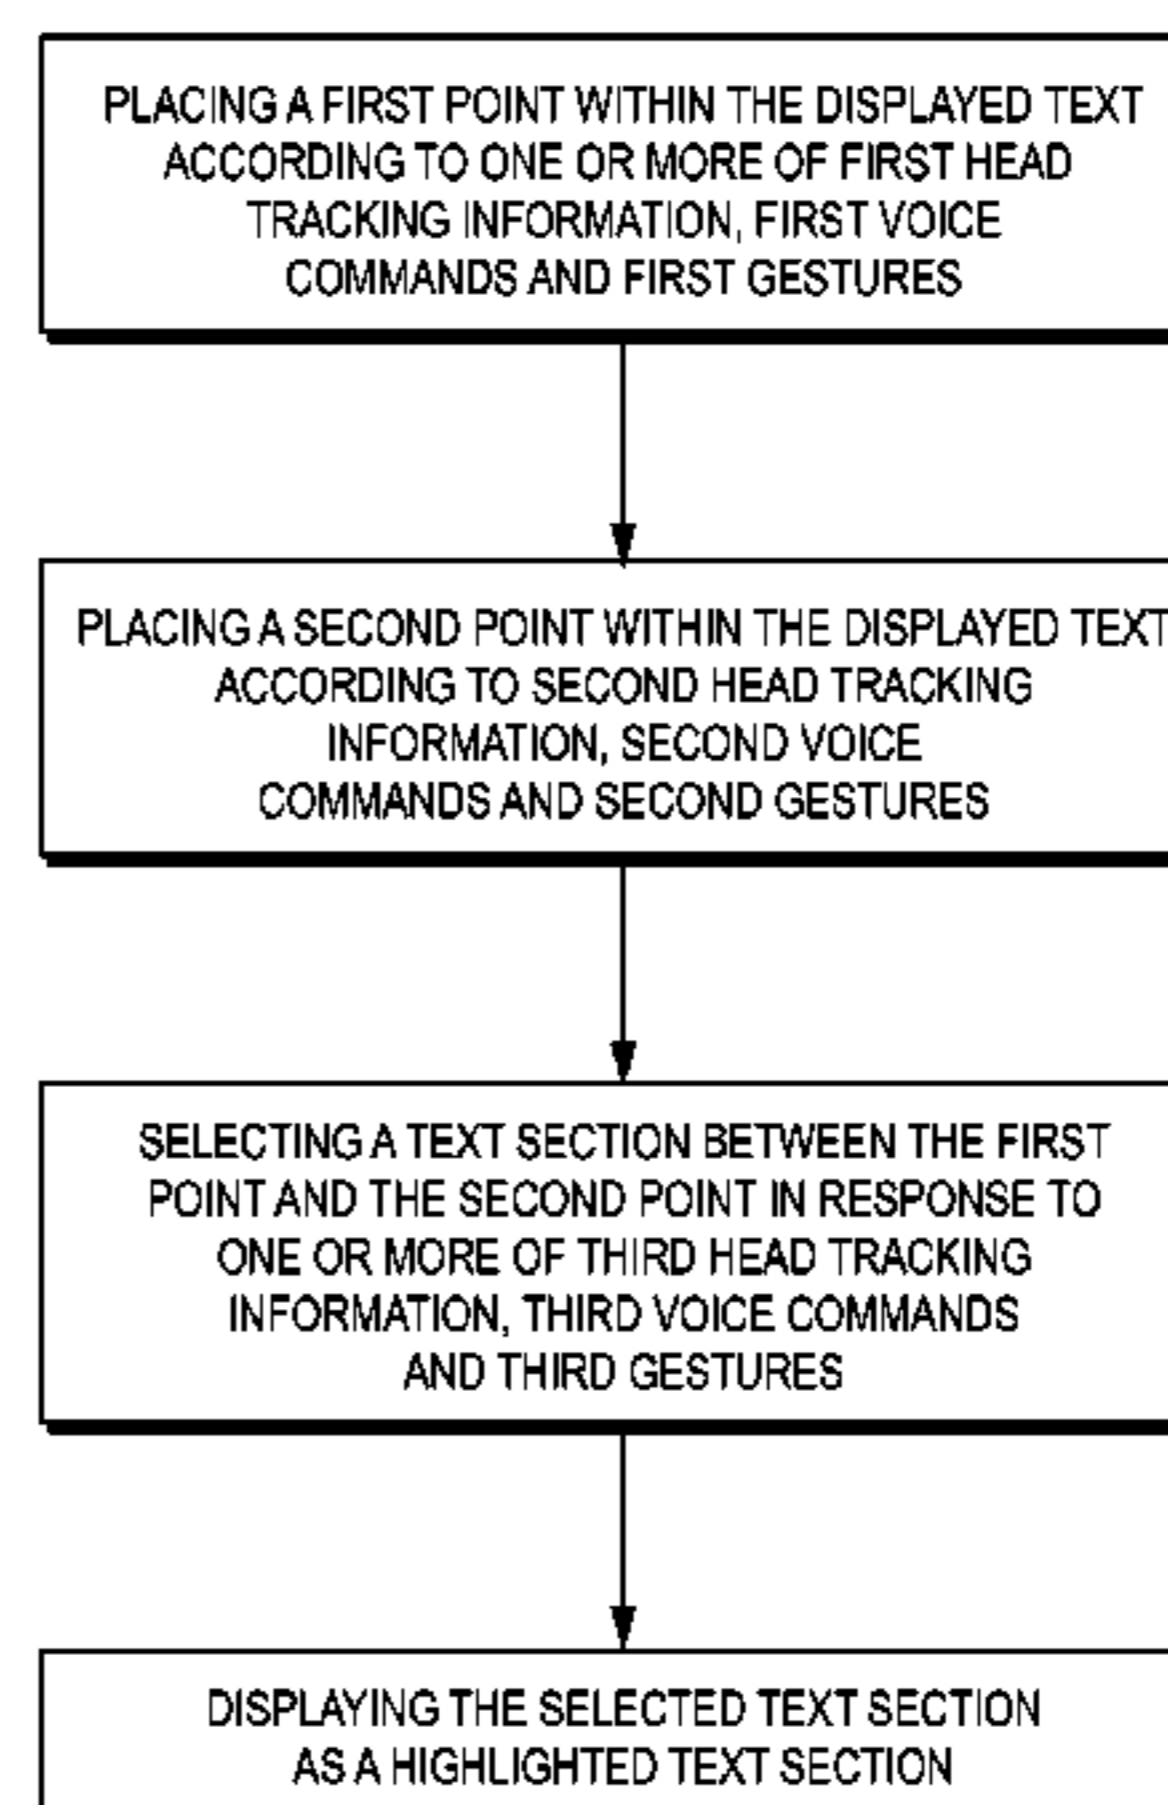 PLACING A FIRST POINT WITHIN THE DISPLAYED TEXT
ACCORDING TO ONE OR MORE OF FIRST HEAD
TRACKING INFORMATION, FIRST VOICE
COMMANDS AND FIRST GESTURES
PLACING A SECOND POINT WITHIN THE DISPLAYED TEXT
ACCORDING TO SECOND HEAD TRACKING
INFORMATION, SECOND VOICE
COMMANDS AND SECOND GESTURES
SELECTING A TEXT SECTION BETWEEN THE FIRST
POINT AND THE SECOND POINT IN RESPONSE TO
ONE OR MORE OF THIRD HEAD TRACKING
INFORMATION, THIRD VOICE COMMANDS
AND THIRD GESTURES
DISPLAYING THE SELECTED TEXT SECTION
AS A HIGHLIGHTED TEXT SECTION